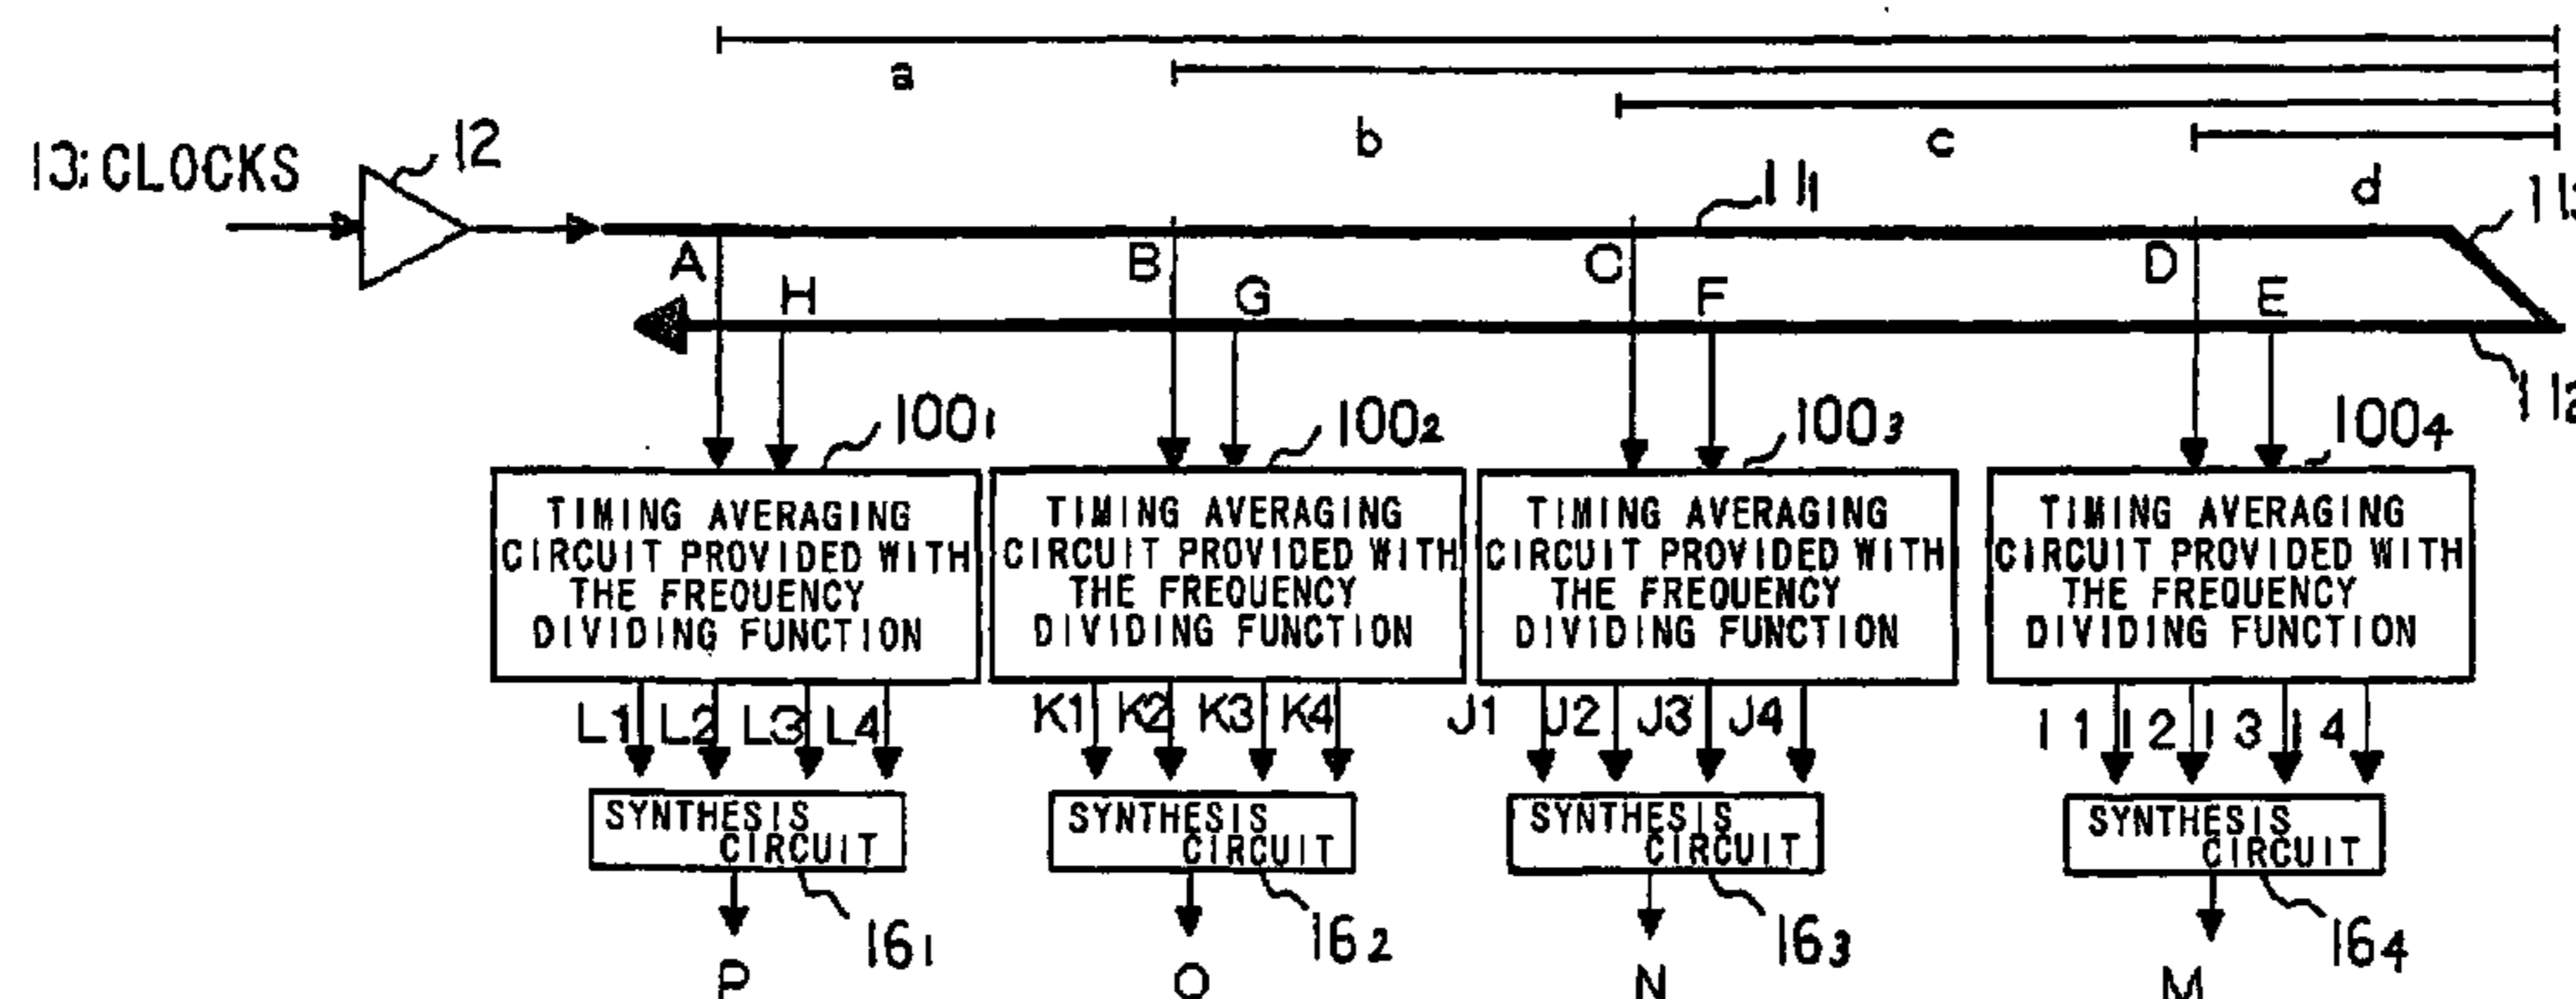 a
b
c
d
13:CLOCKS
12
11₁
11₃
A
B
C
D
H
G
F
E
11₂
100₁
100₂
100₃
100₄
TIMING AVERAGING
CIRCUIT PROVIDED WITH
THE FREQUENCY
DIVIDING FUNCTION
TIMING AVERAGING
CIRCUIT PROVIDED WITH
THE FREQUENCY
DIVIDING FUNCTION
TIMING AVERAGING
CIRCUIT PROVIDED WITH
THE FREQUENCY
DIVIDING FUNCTION
TIMING AVERAGING
CIRCUIT PROVIDED WITH
THE FREQUENCY
DIVIDING FUNCTION
L1 L2 L3 L4
K1 K2 K3 K4
J1 J2 J3 J4
I1 I2 I3 I4
SYNTHESIS
CIRCUIT
SYNTHESIS
CIRCUIT
SYNTHESIS
CIRCUIT
SYNTHESIS
CIRCUIT
16₁
16₂
16₃
16₄
P
O
N
M